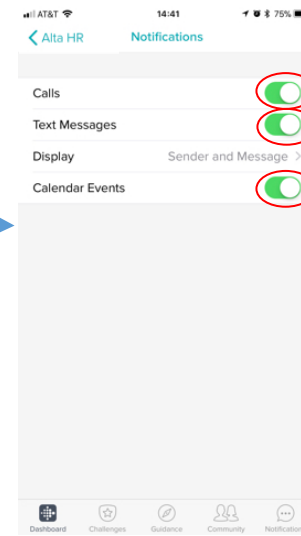 AT&T 14:41 75%
Alta HR Notifications
Calls
Text Messages
Display Sender and Message
Calendar Events
Dashboard Challenges Guidance Community Notifications